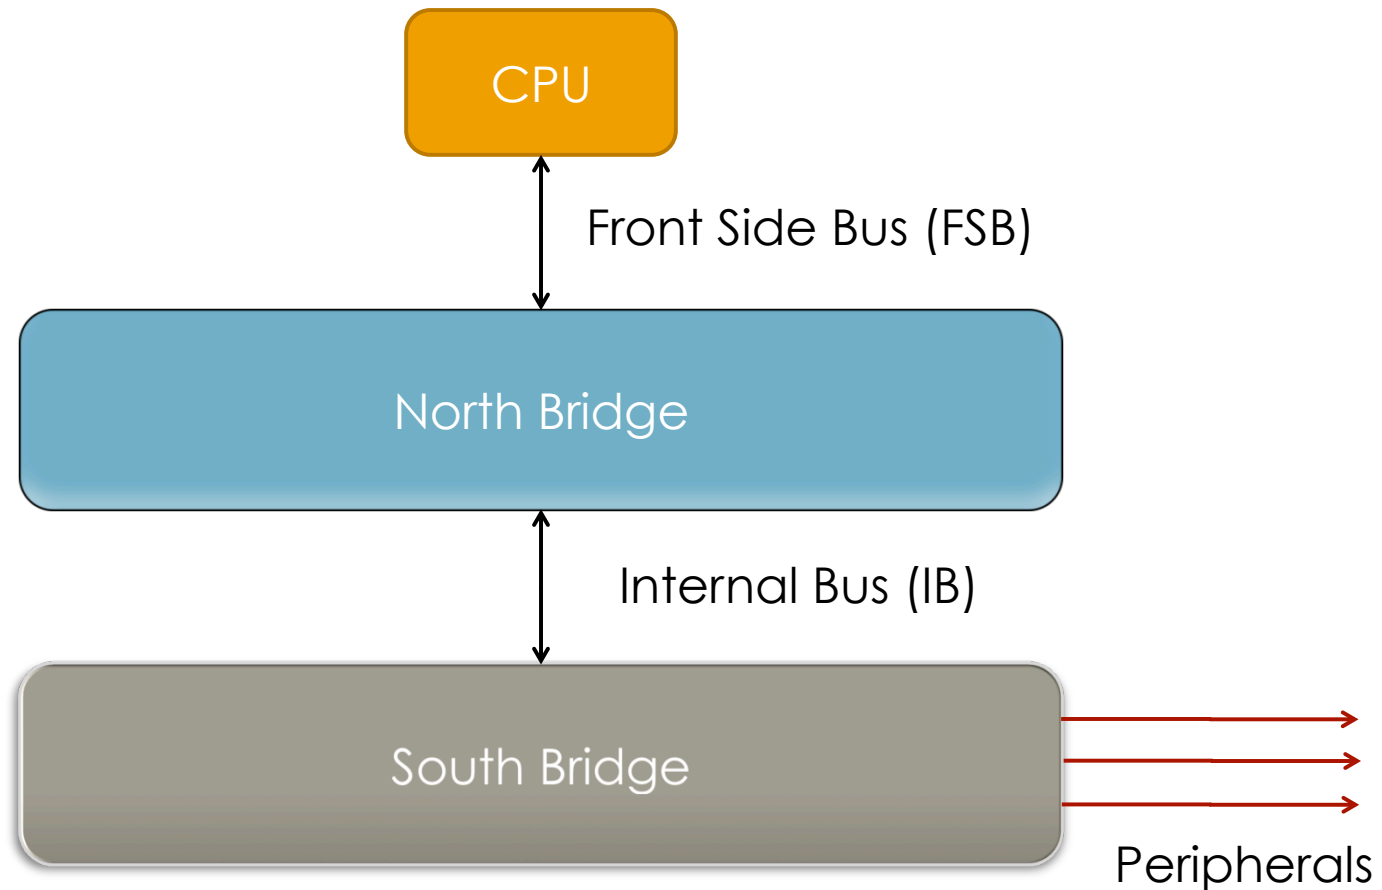 CPU
Front Side Bus (FSB)
North Bridge
Internal Bus (IB)
South Bridge
Peripherals